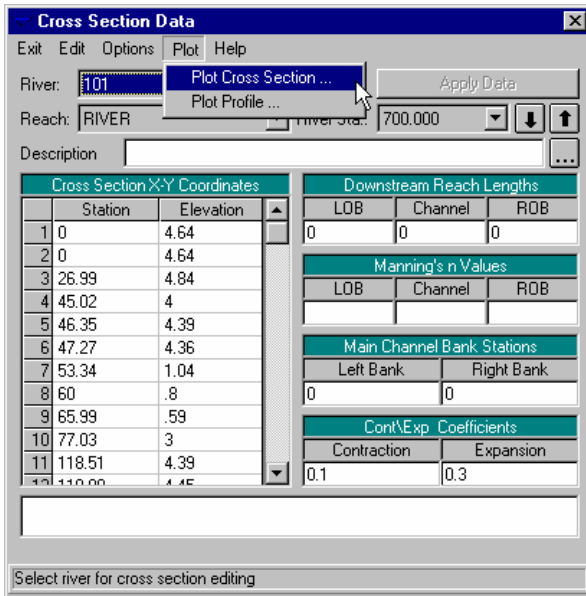 Cross Section Data
Exit Edit Options Plot Help
River: 101 Plot Cross Section ... Apply Data
Plot Profile ...
Reach: RIVER River Sta.: 700.000
Description ...
Cross Section X-Y Coordinates Downstream Reach Lengths
Station Elevation LOB Channel ROB
1 0 4.64 0 0 0
2 0 4.64
3 26.99 4.84 Manning's n Values
4 45.02 4 LOB Channel ROB
5 46.35 4.39
6 47.27 4.36 Main Channel Bank Stations
7 53.34 1.04 Left Bank Right Bank
8 60 .8 0 0
9 65.99 .59 Cont\Exp Coefficients
10 77.03 3 Contraction Expansion
11 118.51 4.39 0.1 0.3
Select river for cross section editing